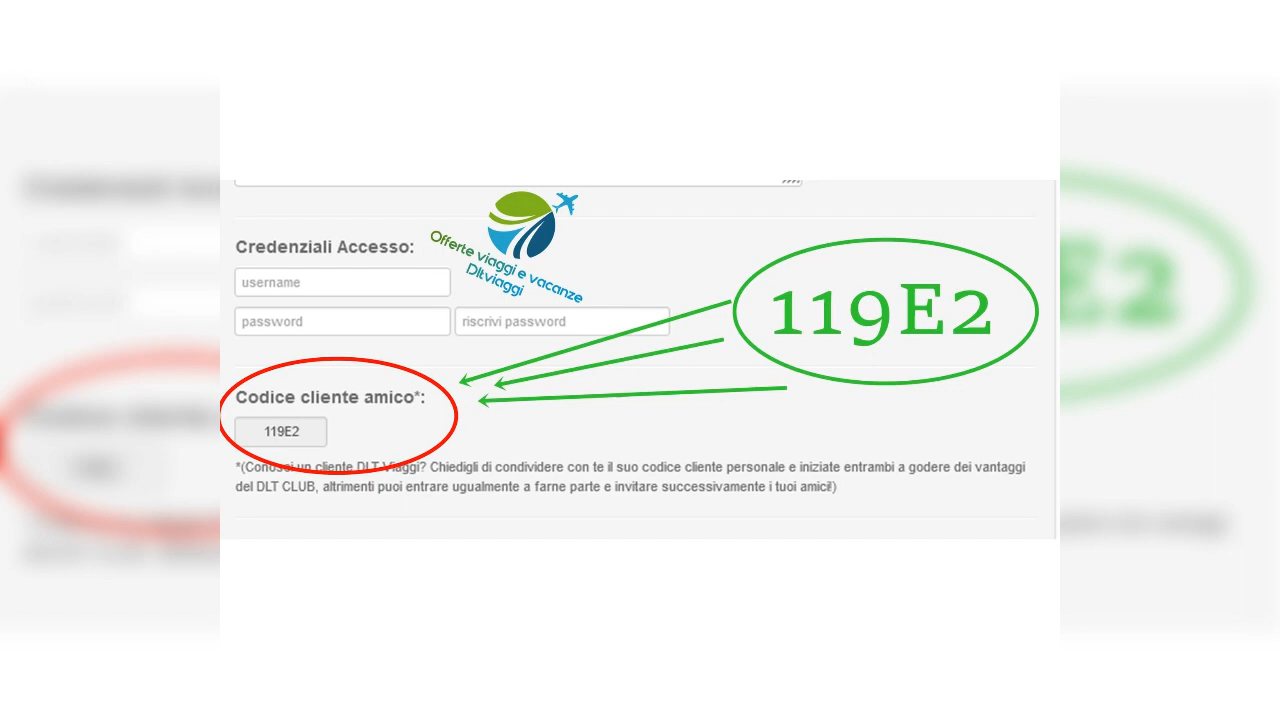 Offerte viaggi e vacanze
Dltviaggi
Credenziali Accesso:
username
password
riscrivi password
119E2
Codice cliente amico*:
119E2
*(Conosci un cliente DLT Viaggi? Chiedigli di condividere con te il suo codice cliente personale e iniziate entrambi a godere dei vantaggi
del DLT CLUB, altrimenti puoi entrare ugualmente a farne parte e invitare successivamente i tuoi amici!)